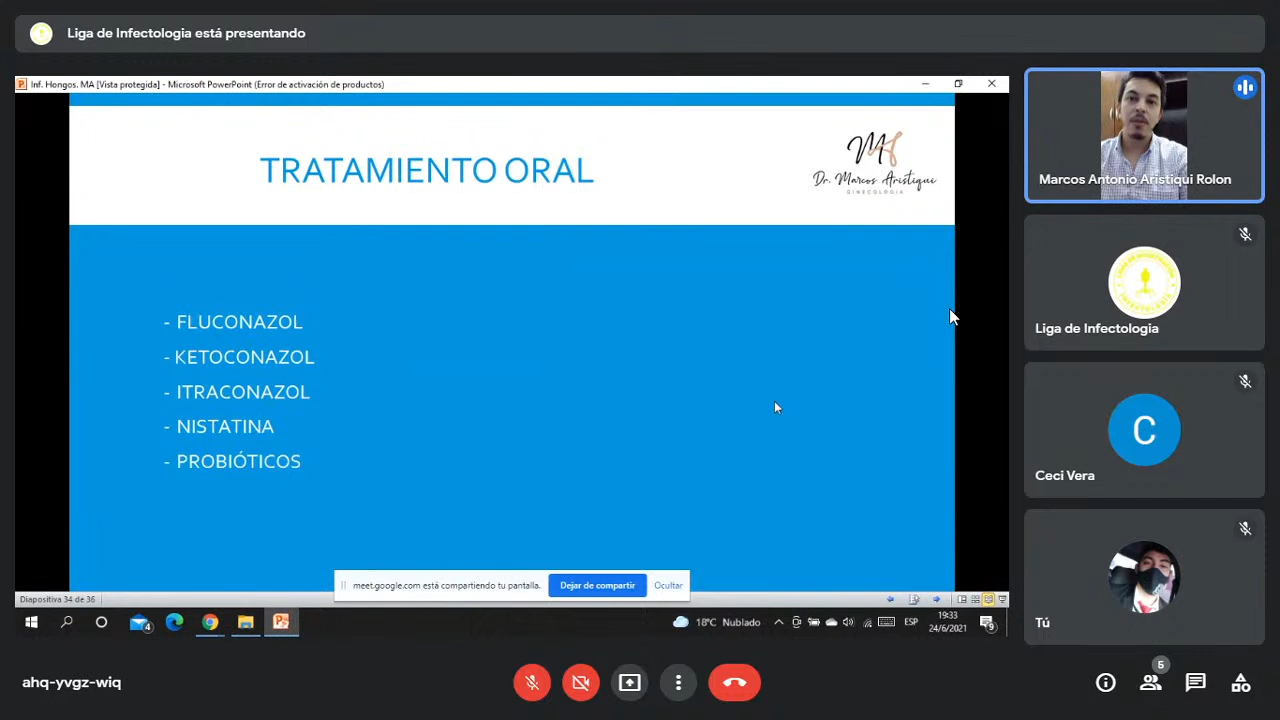 Liga de Infectologia está presentando
Inf. Hongos. MA [Vista protegida] - Microsoft PowerPoint (Error de activación de productos)
TRATAMIENTO ORAL
Dr. Marcos Aristiqui
GINECOLOGIA
- FLUCONAZOL
- KETOCONAZOL
- ITRACONAZOL
- NISTATINA
- PROBIÓTICOS
meet.google.com está compartiendo tu pantalla.
Dejar de compartir
Ocultar
Diapositiva 34 de 36
4
18°C Nublado
ESP
19:33
24/6/2021
9
Marcos Antonio Aristiqui Rolon
Liga de Infectologia
C
Ceci Vera
Tú
ahq-yvgz-wiq
5